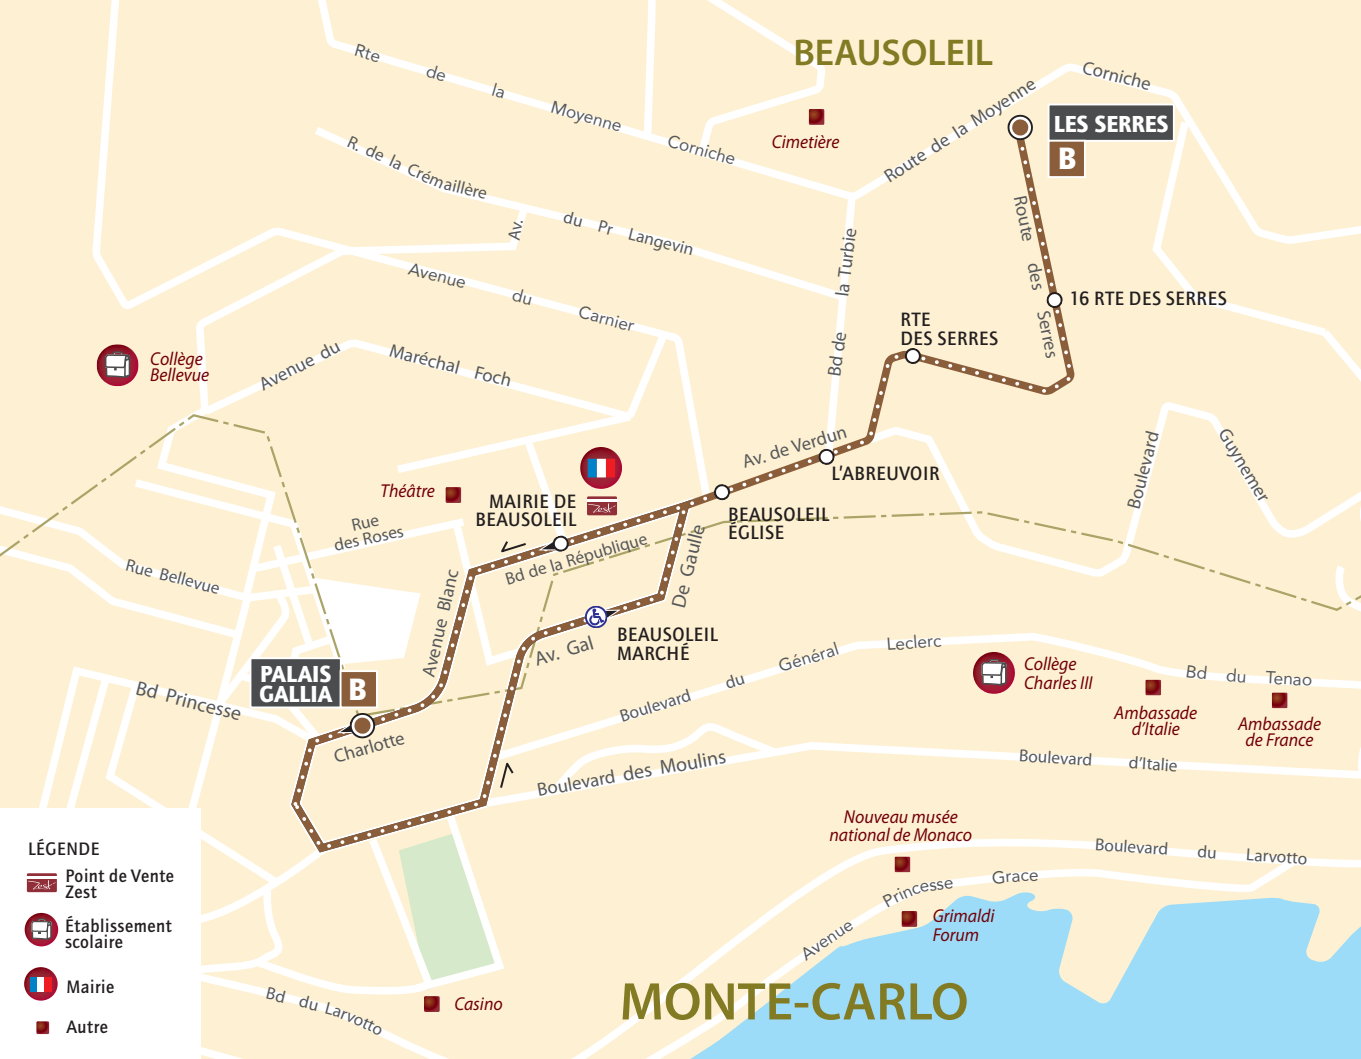 BEAUSOLEIL
Rte de la Moyenne Corniche
Corniche
Route de la Moyenne
Cimetière
LES SERRES
B
R. de la Crémaillère
Av.
du Pr Langevin
Bd de la Turbie
Route des Serres
16 RTE DES SERRES
Avenue du Carnier
RTE
DES SERRES
Collège
Bellevue
Avenue du
Maréchal Foch
Av. de Verdun
L'ABREUVOIR
Boulevard
Guynemer
Théâtre
Zest
MAIRIE DE
BEAUSOLEIL
BEAUSOLEIL
ÉGLISE
Rue
des Roses
Bd de la République
De Gaulle
Rue Bellevue
Avenue Blanc
BEAUSOLEIL
MARCHÉ
Av. Gal
PALAIS
GALLIA
B
Bd Princesse
Charlotte
Boulevard du Général Leclerc
Collège
Charles III
Bd du Tenao
Ambassade
d'Italie
Ambassade
de France
Boulevard des Moulins
Boulevard d'Italie
Nouveau musée
national de Monaco
Boulevard du Larvotto
Avenue Princesse Grace
Grimaldi
Forum
MONTE-CARLO
Casino
Bd du Larvotto
LÉGENDE
Zest
Point de Vente
Zest
Établissement
scolaire
Mairie
Autre